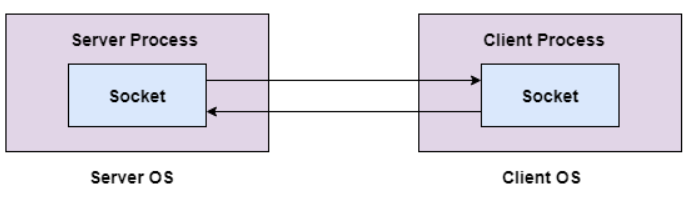 Server Process
Client Process
Socket
Socket
Server OS
Client OS